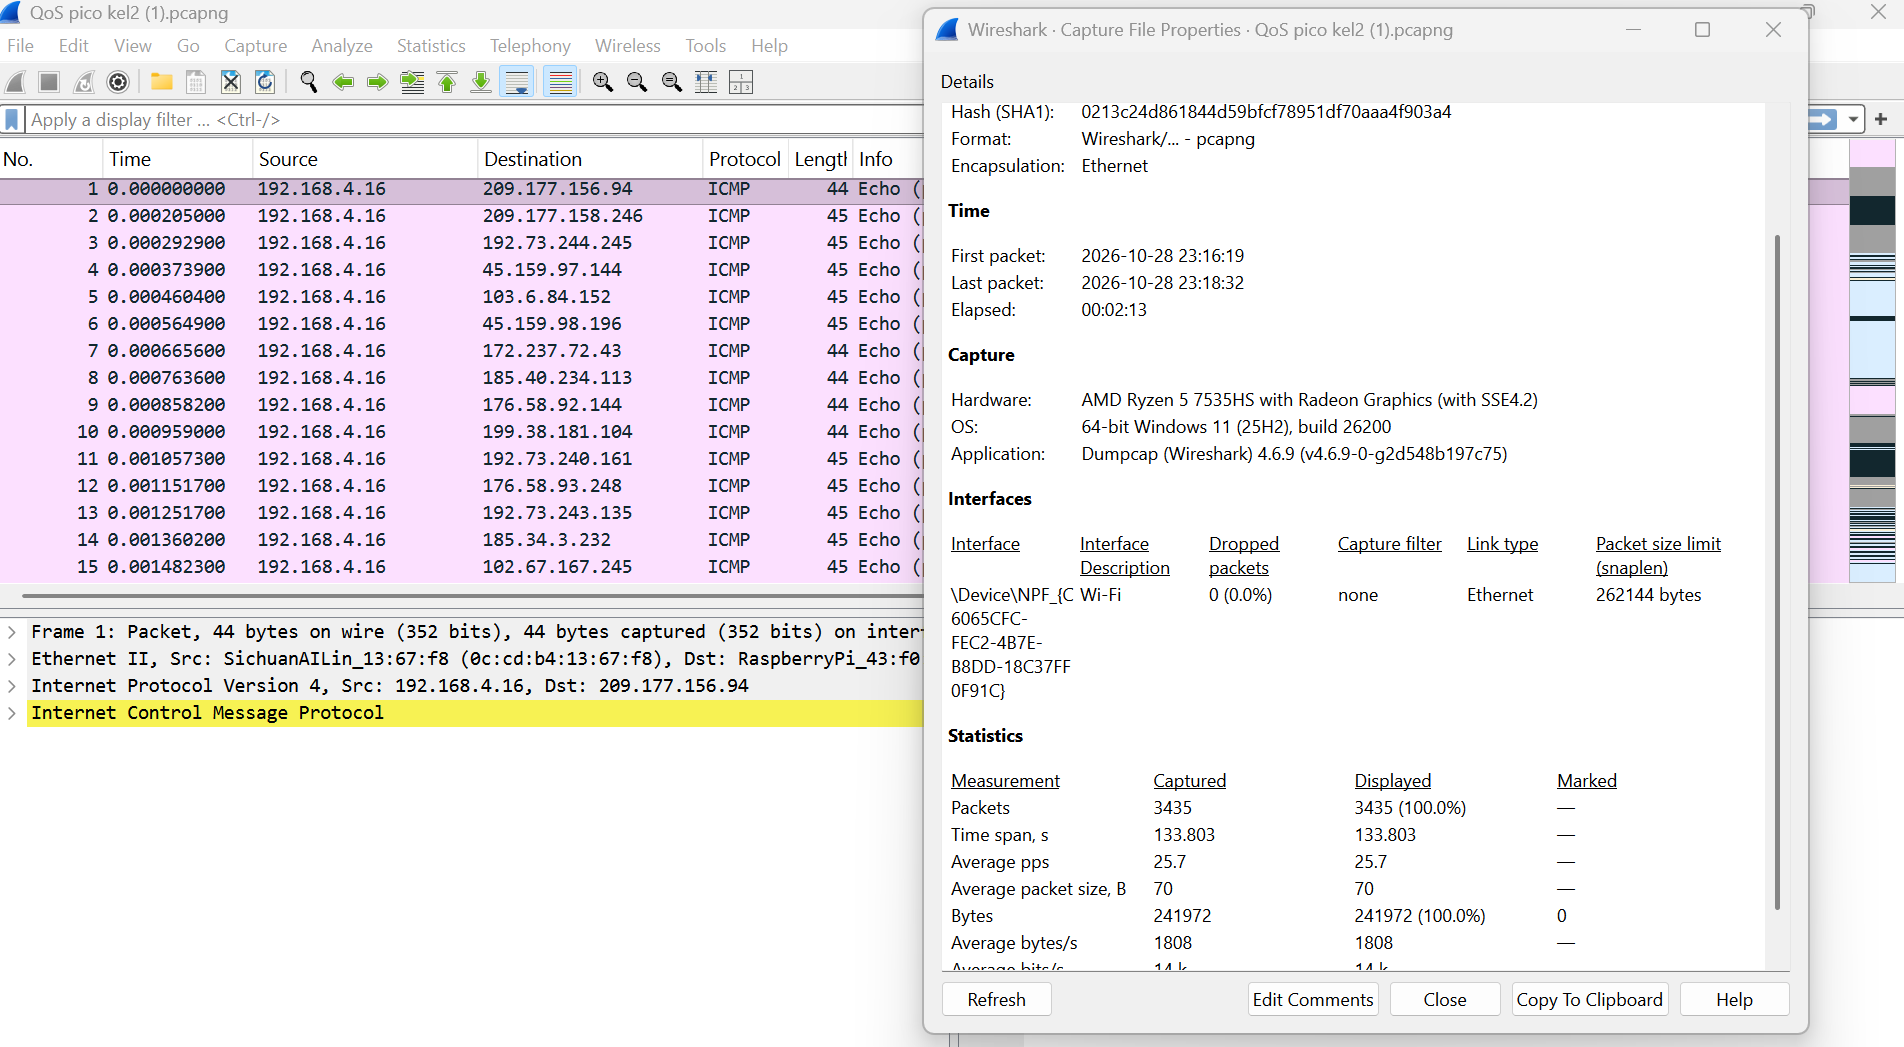 QoS pico kel2 (1).pcapng
File Edit View Go Capture Analyze Statistics Telephony Wireless Tools Help
Apply a display filter ... <Ctrl-/>
No. Time Source Destination Protocol Length Info
1 0.000000000 192.168.4.16 209.177.156.94 ICMP 44 Echo (
2 0.000205000 192.168.4.16 209.177.158.246 ICMP 45 Echo (
3 0.000292900 192.168.4.16 192.73.244.245 ICMP 45 Echo (
4 0.000373900 192.168.4.16 45.159.97.144 ICMP 45 Echo (
5 0.000460400 192.168.4.16 103.6.84.152 ICMP 45 Echo (
6 0.000564900 192.168.4.16 45.159.98.196 ICMP 45 Echo (
7 0.000665600 192.168.4.16 172.237.72.43 ICMP 44 Echo (
8 0.000763600 192.168.4.16 185.40.234.113 ICMP 44 Echo (
9 0.000858200 192.168.4.16 176.58.92.144 ICMP 44 Echo (
10 0.000959000 192.168.4.16 199.38.181.104 ICMP 44 Echo (
11 0.001057300 192.168.4.16 192.73.240.161 ICMP 45 Echo (
12 0.001151700 192.168.4.16 176.58.93.248 ICMP 45 Echo (
13 0.001251700 192.168.4.16 192.73.243.135 ICMP 45 Echo (
14 0.001360200 192.168.4.16 185.34.3.232 ICMP 44 Echo (
15 0.001482300 192.168.4.16 102.67.167.245 ICMP 45 Echo (
Frame 1: Packet, 44 bytes on wire (352 bits), 44 bytes captured (352 bits) on inter
Ethernet II, Src: SichuanAILin_13:67:f8 (0c:cd:b4:13:67:f8), Dst: RaspberryPi_43:f0
Internet Protocol Version 4, Src: 192.168.4.16, Dst: 209.177.156.94
Internet Control Message Protocol
Wireshark · Capture File Properties · QoS pico kel2 (1).pcapng
Details
Hash (SHA1): 0213c24d861844d59bfcf78951df70aaa4f903a4
Format: Wireshark/... - pcapng
Encapsulation: Ethernet
Time
First packet: 2026-10-28 23:16:19
Last packet: 2026-10-28 23:18:32
Elapsed: 00:02:13
Capture
Hardware: AMD Ryzen 5 7535HS with Radeon Graphics (with SSE4.2)
OS: 64-bit Windows 11 (25H2), build 26200
Application: Dumpcap (Wireshark) 4.6.9 (v4.6.9-0-g2d548b197c75)
Interfaces
Interface Interface Dropped Capture filter Link type Packet size limit
Description packets (snaplen)
\Device\NPF_{C Wi-Fi 0 (0.0%) none Ethernet 262144 bytes
6065CFC-
FEC2-4B7E-
B8DD-18C37FF
0F91C}
Statistics
Measurement Captured Displayed Marked
Packets 3435 3435 (100.0%) —
Time span, s 133.803 133.803 —
Average pps 25.7 25.7 —
Average packet size, B 70 70 —
Bytes 241972 241972 (100.0%) 0
Average bytes/s 1808 1808 —
Average bits/s 14 k 14 k
Refresh Edit Comments Close Copy To Clipboard Help